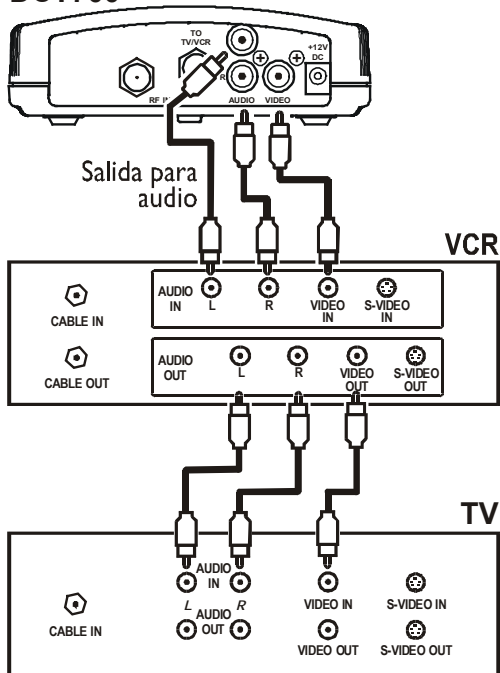 TO
TV/VCR
+12V
DC
R
RF IN
AUDIO
VIDEO
Salida para
audio
VCR
CABLE IN
AUDIO
IN
L
R
VIDEO
IN
S-VIDEO
IN
CABLE OUT
AUDIO
OUT
L
R
VIDEO
OUT
S-VIDEO
OUT
TV
CABLE IN
AUDIO
IN
L
R
AUDIO
OUT
VIDEO IN
S-VIDEO IN
VIDEO OUT
S-VIDEO OUT